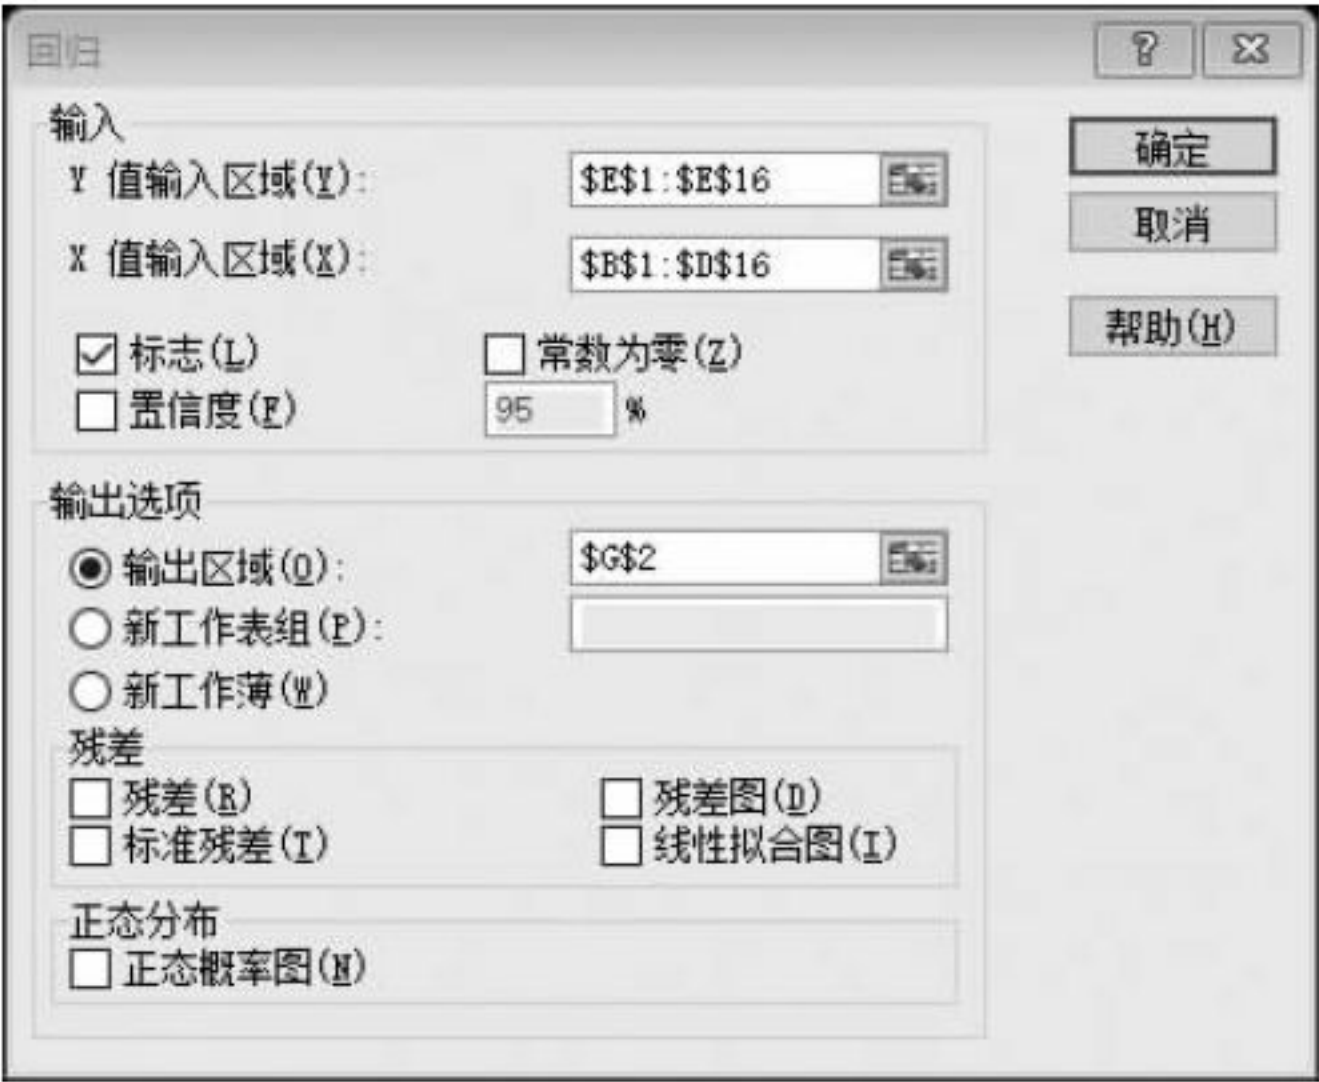 回归
输入
Y 值输入区域(Y): $E$1:$E$16
X 值输入区域(X): $B$1:$D$16
标志(L) 常数为零(Z)
置信度(F) 95 %
确定
取消
帮助(H)
输出选项
输出区域(O): $G$2
新工作表组(P):
新工作薄(W)
残差
残差(R) 残差图(D)
标准残差(T) 线性拟合图(I)
正态分布
正态概率图(N)